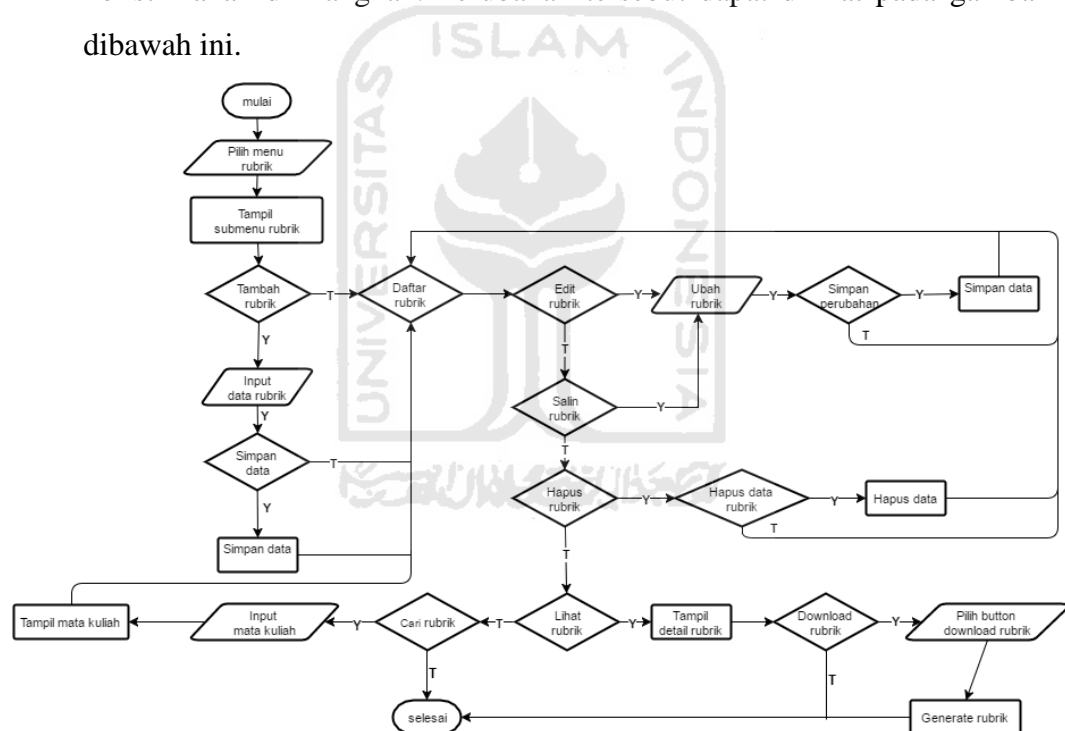 dibawah ini.
ISLAM
UNIVERSITAS
INDONESIA
mulai
Pilih menu
rubrik
Tampil
submenu rubrik
Tambah
rubrik
T
Daftar
rubrik
Edit
rubrik
Y
Ubah
rubrik
Y
Simpan
perubahan
Y
Simpan data
T
Y
T
Input
data rubrik
Y
Salin
rubrik
Y
T
Simpan
data
T
Y
Hapus
rubrik
Y
Hapus data
rubrik
Y
Hapus data
T
Simpan data
T
Tampil mata kuliah
Input
mata kuliah
Y
Cari rubrik
T
Lihat
rubrik
Y
Tampil
detail rubrik
Download
rubrik
Y
Pilih button
download rubrik
T
T
selesai
Generate rubrik